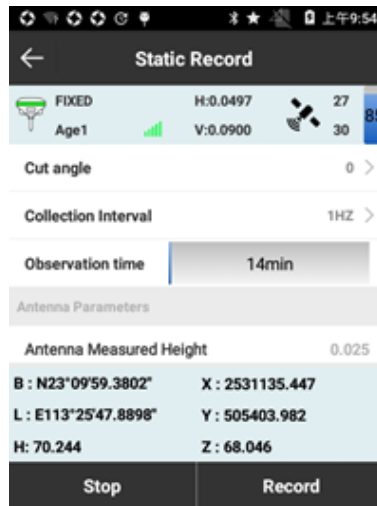 上午9:54
Static Record
FIXED H:0.0497 27
Age1 V:0.0900 30
Cut angle 0
Collection Interval 1HZ
Observation time 14min
Antenna Parameters
Antenna Measured Height 0.025
B : N23°09'59.3802" X : 2531135.447
L : E113°25'47.8898" Y : 505403.982
H: 70.244 Z : 68.046
Stop Record